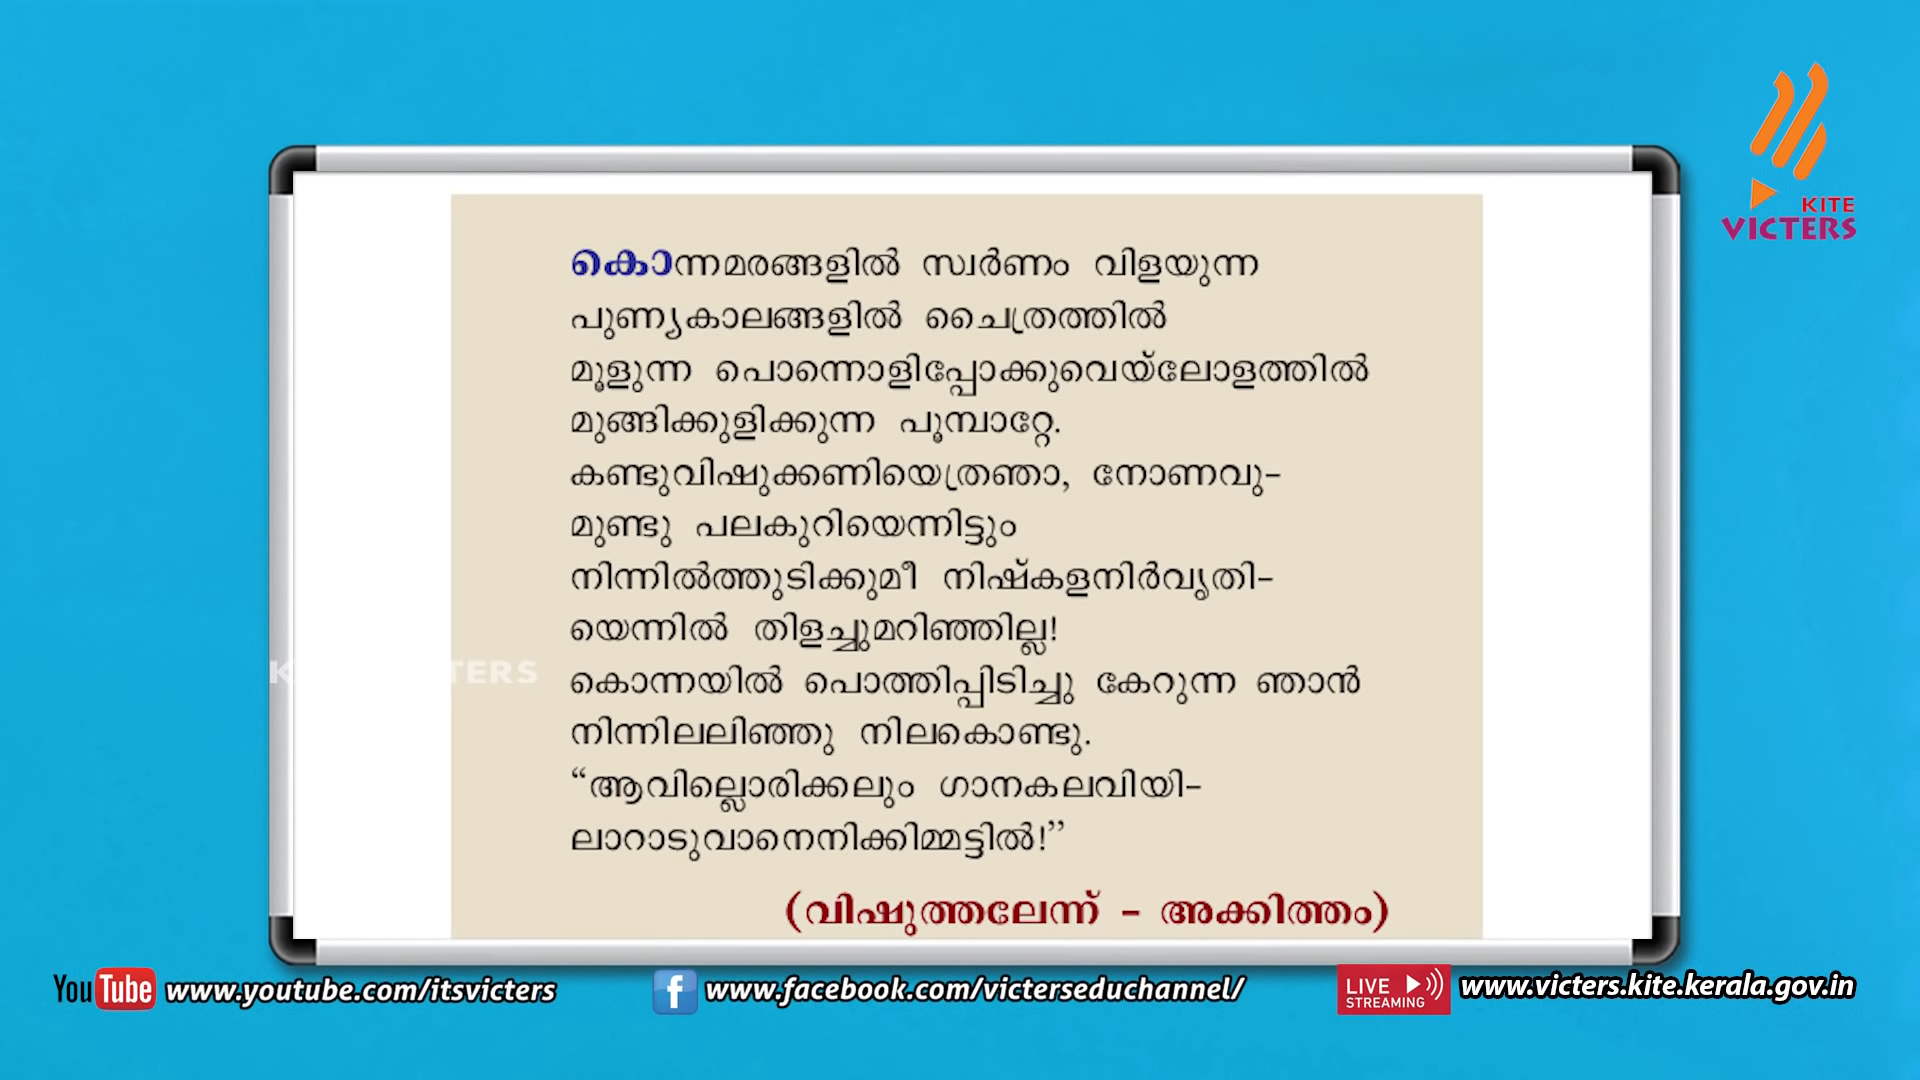 KITE
VICTERS
കൊന്നമരങ്ങളിൽ സ്വർണം വിളയുന്ന
പുണ്യകാലങ്ങളിൽ ചൈത്രത്തിൽ
മൂളുന്ന പൊന്നൊളിപ്പോക്കുവെയ്‌ലോളത്തിൽ
മുങ്ങിക്കുളിക്കുന്ന പൂമ്പാറ്റേ.
കണ്ടുവിഷുക്കണിയെത്രഞാ, നോണവു-
മുണ്ടു പലകുറിയെന്നിട്ടും
നിന്നിൽത്തുടിക്കുമീ നിഷ്കളനിർവൃതി-
യെന്നിൽ തിളച്ചുമറിഞ്ഞില്ല!
കൊന്നയിൽ പൊത്തിപ്പിടിച്ചു കേറുന്ന ഞാൻ
നിന്നിലലിഞ്ഞു നിലകൊണ്ടു.
“ആവില്ലൊരിക്കലും ഗാനകലവിയി-
ലാറാടുവാനെനിക്കിമ്മട്ടിൽ!”
(വിഷുത്തലേന്ന് - അക്കിത്തം)
YouTube www.youtube.com/itsvicters
f www.facebook.com/victerseduchannel/
LIVE STREAMING www.victers.kite.kerala.gov.in